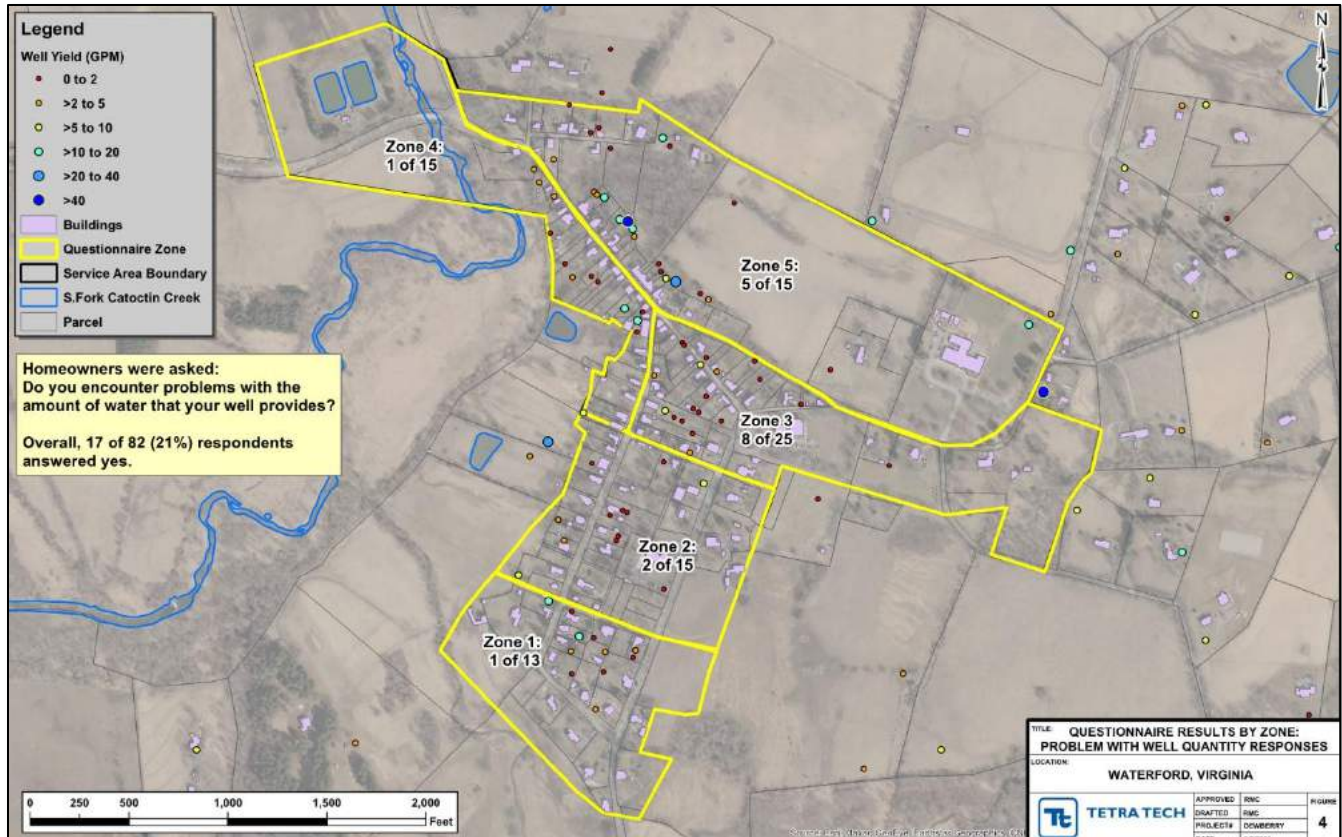 Legend
Well Yield (GPM)
0 to 2
>2 to 5
>5 to 10
>10 to 20
>20 to 40
>40
Buildings
Questionnaire Zone
Service Area Boundary
S.Fork Catoctin Creek
Parcel
Homeowners were asked:
Do you encounter problems with the
amount of water that your well provides?
Overall, 17 of 82 (21%) respondents
answered yes.
N
Zone 4:
1 of 15
Zone 5:
5 of 15
Zone 3
8 of 25
Zone 2:
2 of 15
Zone 1:
1 of 13
0 250 500 1,000 1,500 2,000
Feet
TITLE: QUESTIONNAIRE RESULTS BY ZONE:
PROBLEM WITH WELL QUANTITY RESPONSES
LOCATION:
WATERFORD, VIRGINIA
Tt TETRA TECH
APPROVED RMC
DRAFTED RMC
PROJECT# DEWBERRY
FIGURE
4